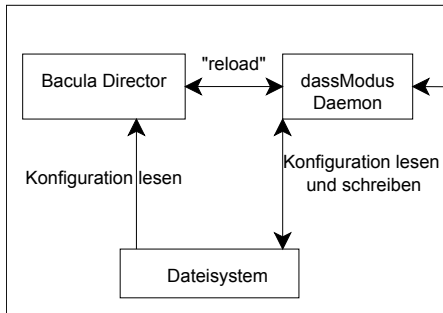 "reload"
Bacula Director
dassModus
Daemon
Konfiguration lesen
Konfiguration lesen
und schreiben
Dateisystem